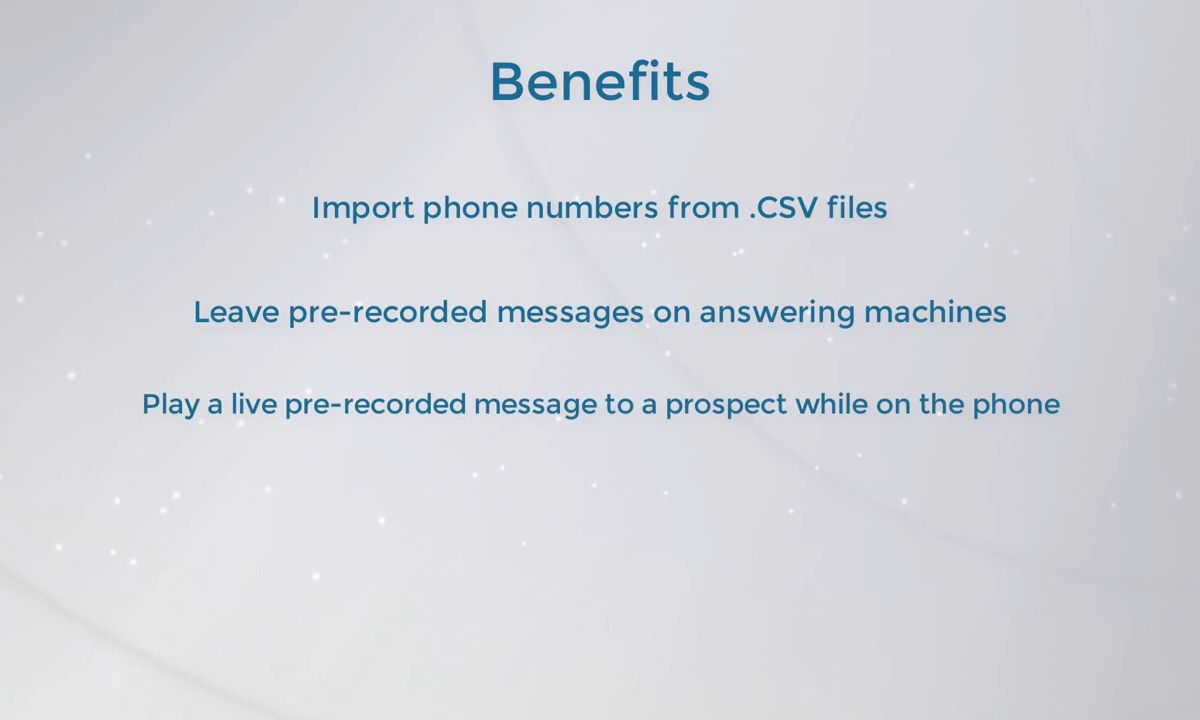 Benefits
Import phone numbers from .CSV files
Leave pre-recorded messages on answering machines
Play a live pre-recorded message to a prospect while on the phone